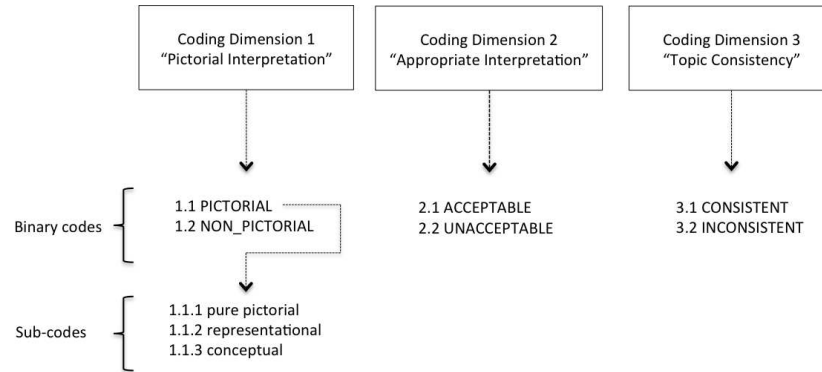 Coding Dimension 1
“Pictorial Interpretation”
Coding Dimension 2
“Appropriate Interpretation”
Coding Dimension 3
“Topic Consistency”
Binary codes
1.1 PICTORIAL
1.2 NON_PICTORIAL
2.1 ACCEPTABLE
2.2 UNACCEPTABLE
3.1 CONSISTENT
3.2 INCONSISTENT
Sub-codes
1.1.1 pure pictorial
1.1.2 representational
1.1.3 conceptual